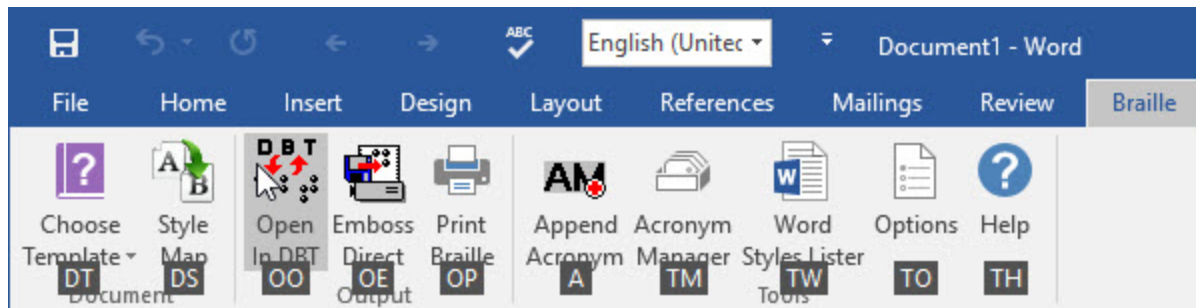 ABC English (Unitec Document1 - Word
File Home Insert Design Layout References Mailings Review Braille
A B DBT AM W
Choose Style Open Emboss Print Append Acronym Word Options Help
Template Map In DBT Direct Braille Acronym Manager Styles Lister
DT DS OO OE OP A TM TW TO TH
Document Output Tools